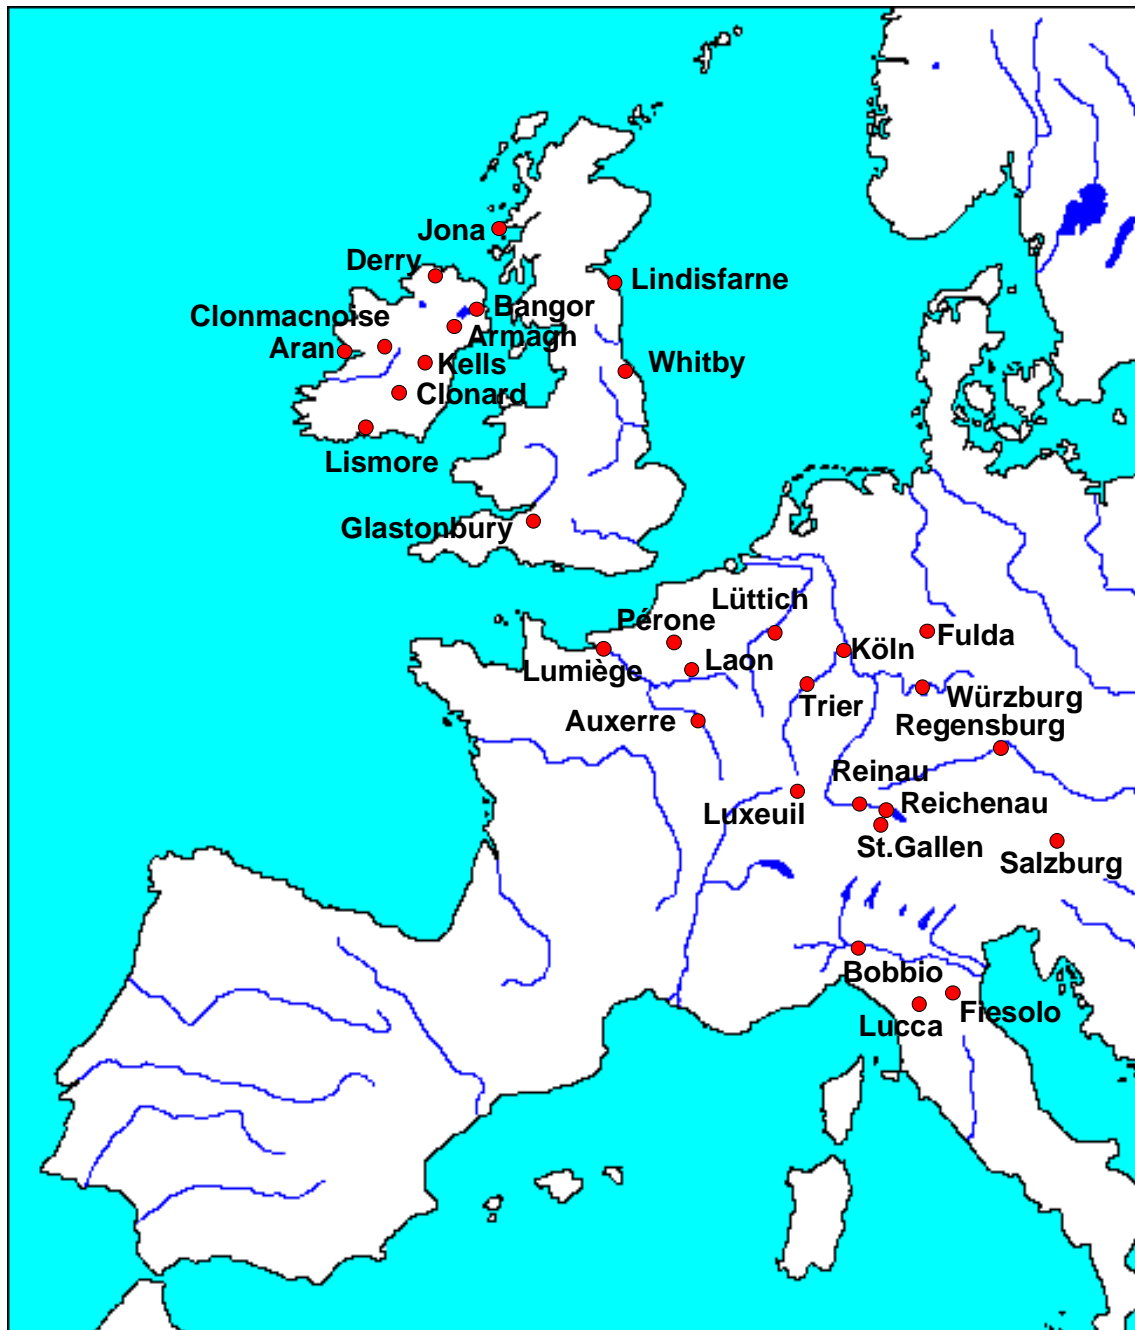 Jona
Derry
Lindisfarne
Bangor
Clonmacnoise
Armagh
Aran
Kells
Whitby
Clonard
Lismore
Glastonbury
Lüttich
Pérone
Fulda
Köln
Laon
Lumiège
Trier
Würzburg
Auxerre
Regensburg
Reinau
Luxeuil
Reichenau
St.Gallen
Salzburg
Bobbio
Fiesolo
Lucca